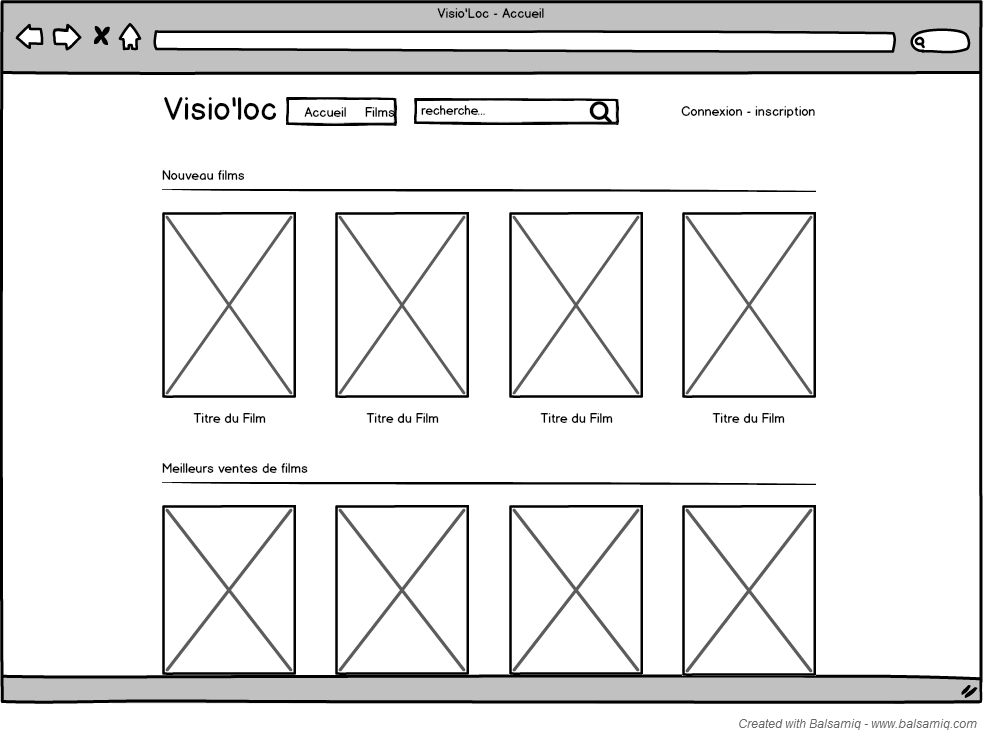 Visio'Loc - Accueil
Visio'loc Accueil Films recherche... Connexion - inscription
Nouveau films
Titre du Film Titre du Film Titre du Film Titre du Film
Meilleurs ventes de films
Created with Balsamiq - www.balsamiq.com